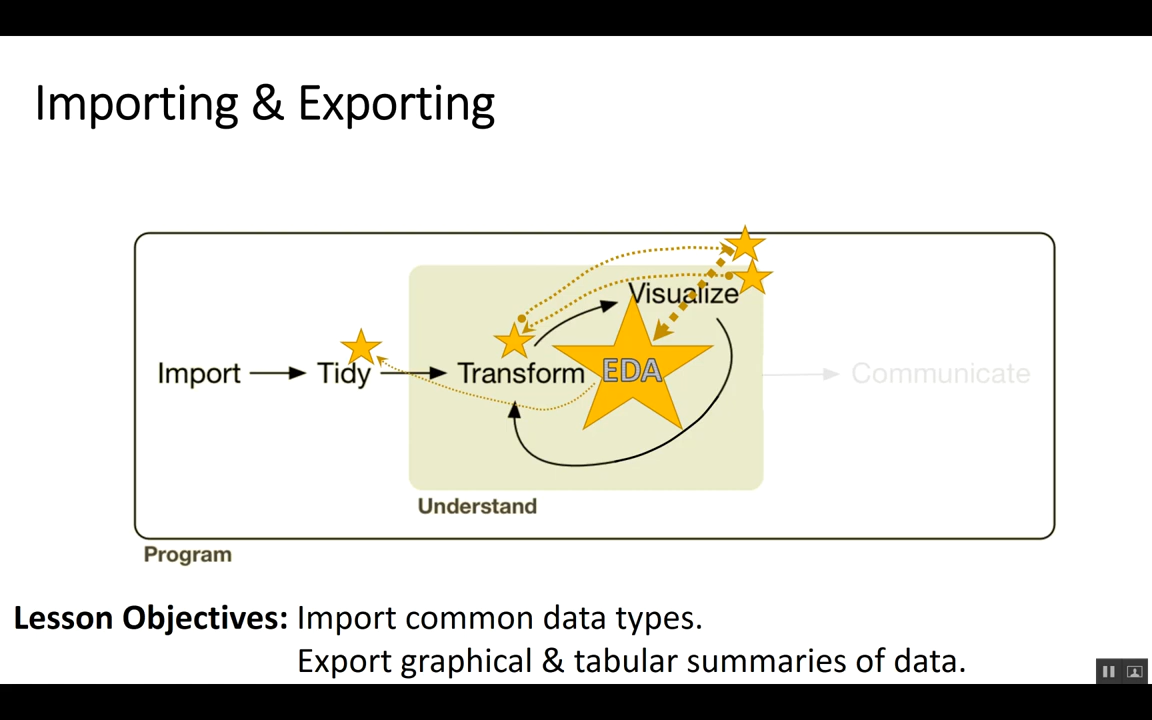 Importing & Exporting
Visualize
Import
Tidy
Transform
EDA
Communicate
Understand
Program
Lesson Objectives: Import common data types.
Export graphical & tabular summaries of data.